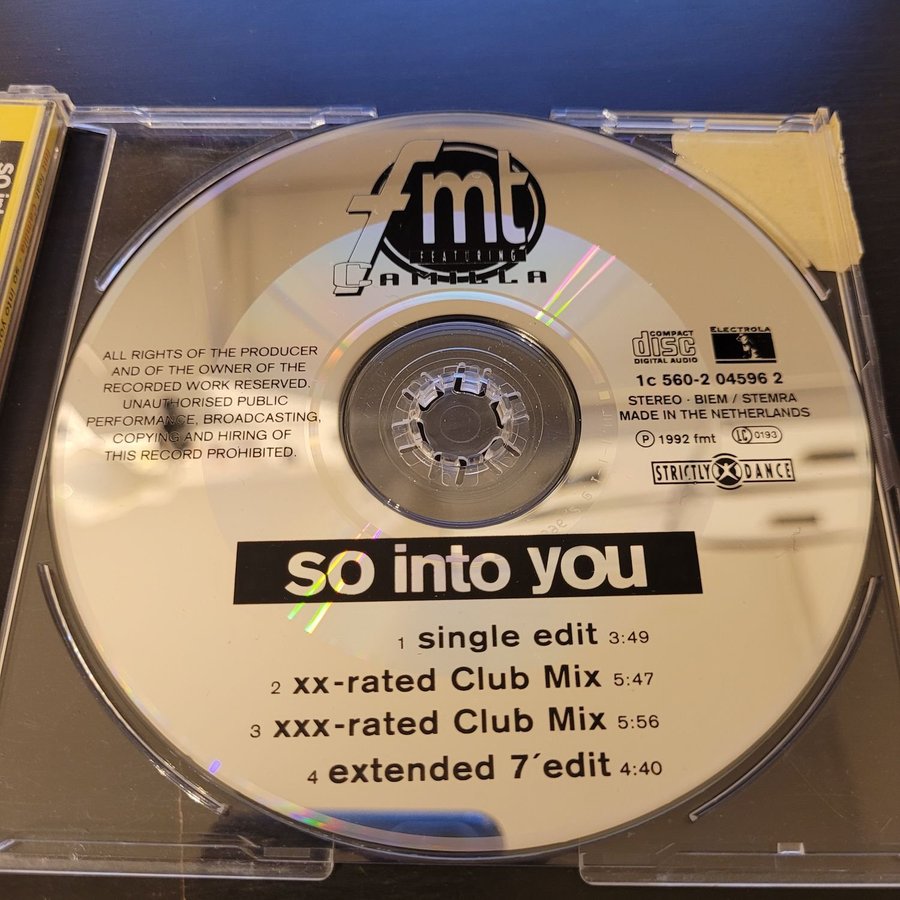 fmt
FEATURING
CAMILLA
ALL RIGHTS OF THE PRODUCER
AND OF THE OWNER OF THE
RECORDED WORK RESERVED.
UNAUTHORISED PUBLIC
PERFORMANCE, BROADCASTING,
COPYING AND HIRING OF
THIS RECORD PROHIBITED.
COMPACT
disc
DIGITAL AUDIO
ELECTROLA
1c 560-2 04596 2
STEREO · BIEM / STEMRA
MADE IN THE NETHERLANDS
℗ 1992 fmt LC 0193
STRICTLY X DANCE
so into you
1 single edit 3:49
2 xx-rated Club Mix 5:47
3 xxx-rated Club Mix 5:56
4 extended 7´edit 4:40